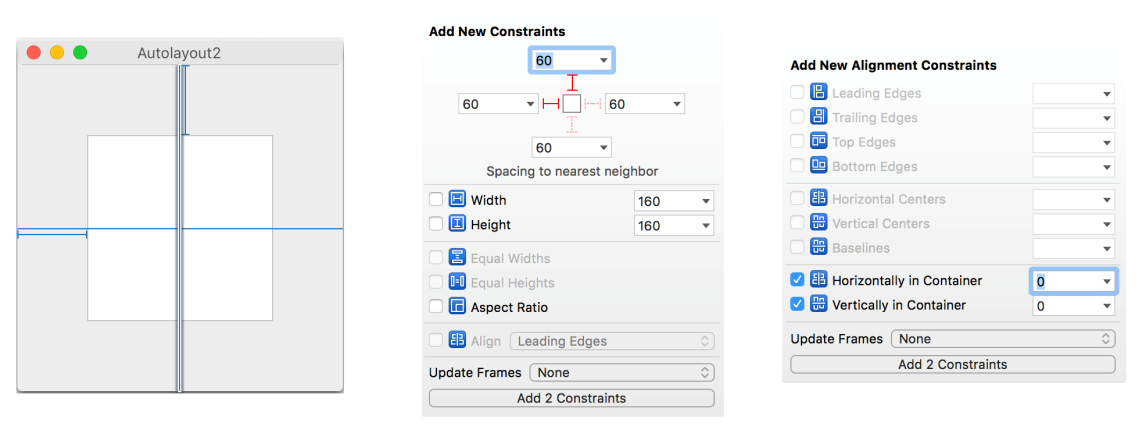 Autolayout2
Add New Constraints
60
60
60
60
Spacing to nearest neighbor
Width 160
Height 160
Equal Widths
Equal Heights
Aspect Ratio
Align Leading Edges
Update Frames None
Add 2 Constraints
Add New Alignment Constraints
Leading Edges
Trailing Edges
Top Edges
Bottom Edges
Horizontal Centers
Vertical Centers
Baselines
Horizontally in Container 0
Vertically in Container 0
Update Frames None
Add 2 Constraints